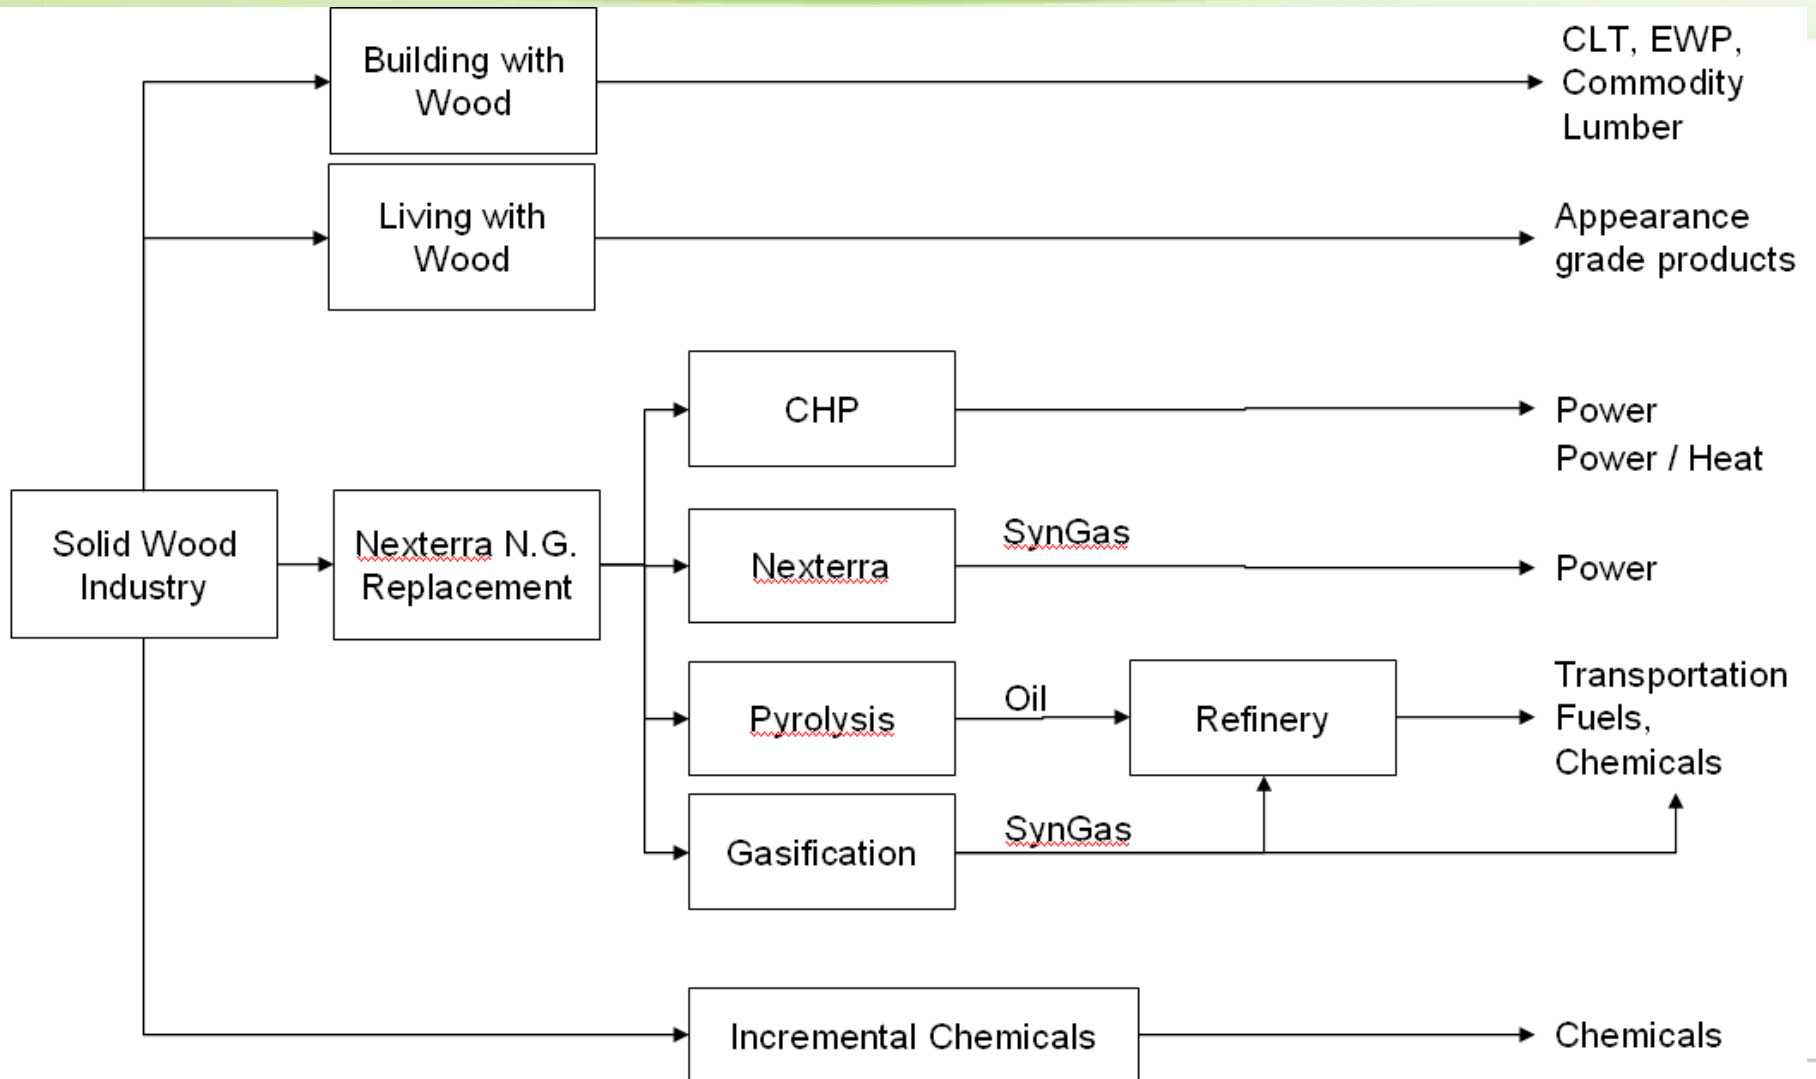 Building with
Wood
CLT, EWP,
Commodity
Lumber
Living with
Wood
Appearance
grade products
CHP
Power
Power / Heat
Solid Wood
Industry
Nexterra N.G.
Replacement
Nexterra
SynGas
Power
Pyrolysis
Oil
Refinery
Transportation
Fuels,
Chemicals
Gasification
SynGas
Incremental Chemicals
Chemicals